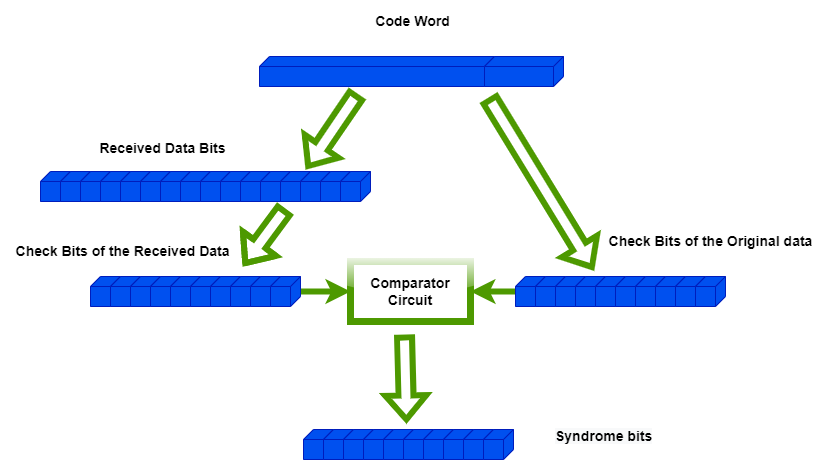 Code Word
Received Data Bits
Check Bits of the Received Data
Check Bits of the Original data
Comparator
Circuit
Syndrome bits